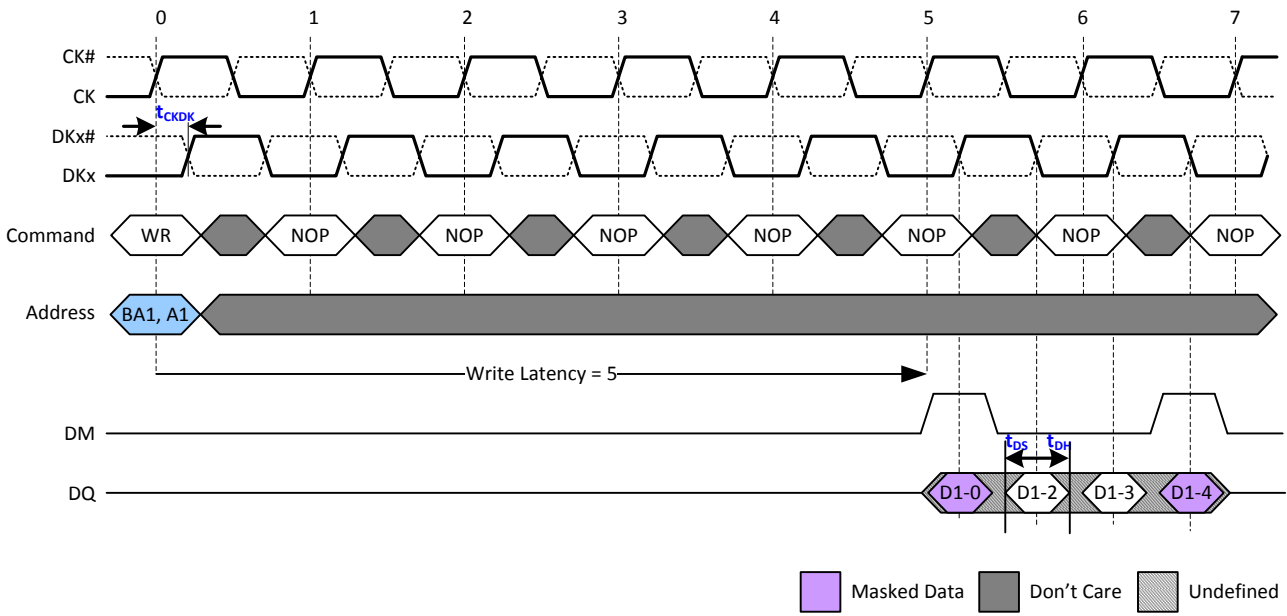 0 1 2 3 4 5 6 7
CK#
CK
tCKDK
DKx#
DKx
Command WR NOP NOP NOP NOP NOP NOP NOP
Address BA1, A1
Write Latency = 5
DM
tDS tDH
DQ D1-0 D1-2 D1-3 D1-4
Masked Data Don't Care Undefined